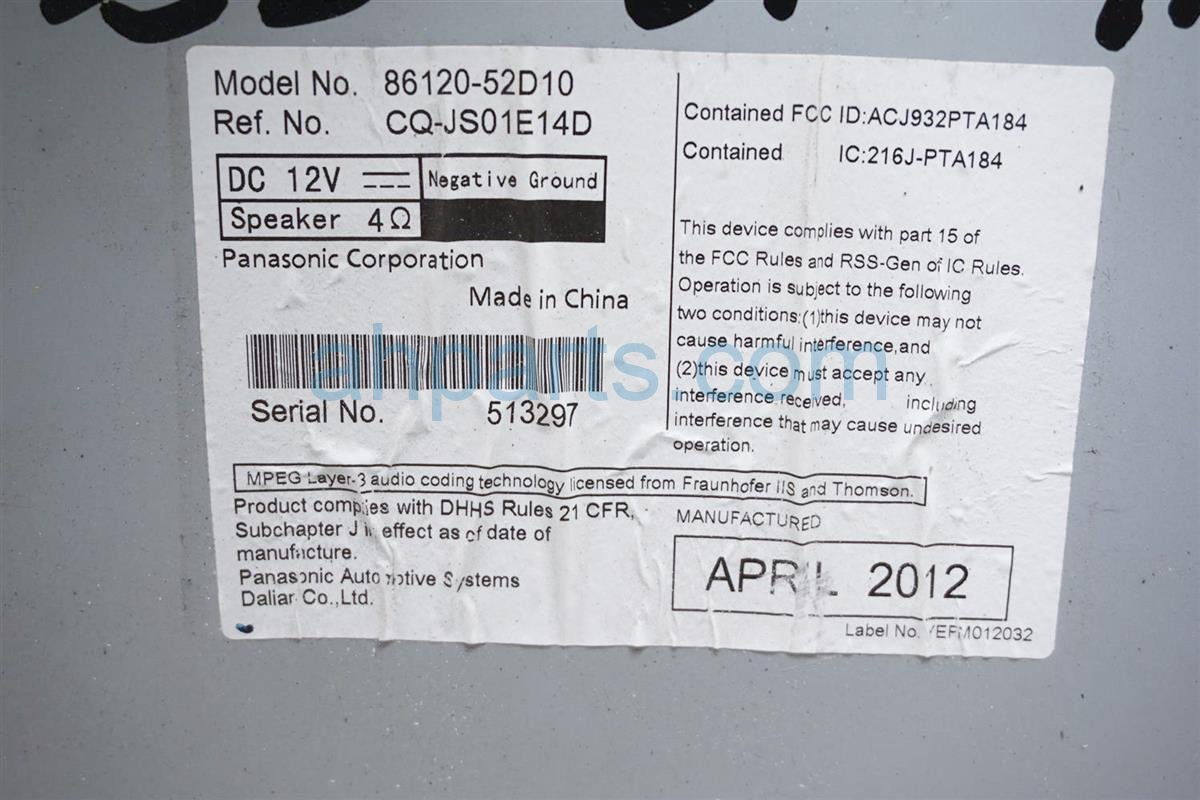 Model No. 86120-52D10
Ref. No. CQ-JS01E14D
DC 12V Negative Ground
Speaker 4Ω
Panasonic Corporation
Made in China
Serial No. 513297
Contained FCC ID:ACJ932PTA184
Contained IC:216J-PTA184
This device complies with part 15 of
the FCC Rules and RSS-Gen of IC Rules.
Operation is subject to the following
two conditions:(1)this device may not
cause harmful interference,and
(2)this device must accept any
interference received, including
interference that may cause undesired
operation.
ahparts.com
MPEG Layer-3 audio coding technology licensed from Fraunhofer IIS and Thomson.
Product complies with DHHS Rules 21 CFR,
Subchapter J in effect as of date of
manufacture.
Panasonic Automotive Systems
Dalian Co.,Ltd.
MANUFACTURED
APRIL 2012
Label No. YEFM012032